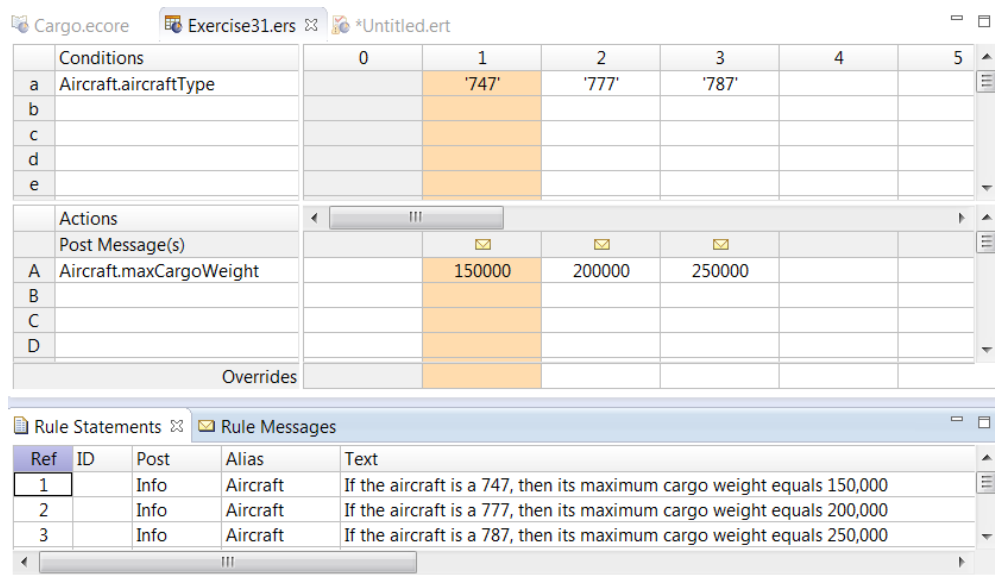 Cargo.ecore Exercise31.ers *Untitled.ert
Conditions 0 1 2 3 4 5
a Aircraft.aircraftType '747' '777' '787'
b
c
d
e
Actions
Post Message(s)
A Aircraft.maxCargoWeight 150000 200000 250000
B
C
D
Overrides
Rule Statements Rule Messages
Ref ID Post Alias Text
1 Info Aircraft If the aircraft is a 747, then its maximum cargo weight equals 150,000
2 Info Aircraft If the aircraft is a 777, then its maximum cargo weight equals 200,000
3 Info Aircraft If the aircraft is a 787, then its maximum cargo weight equals 250,000